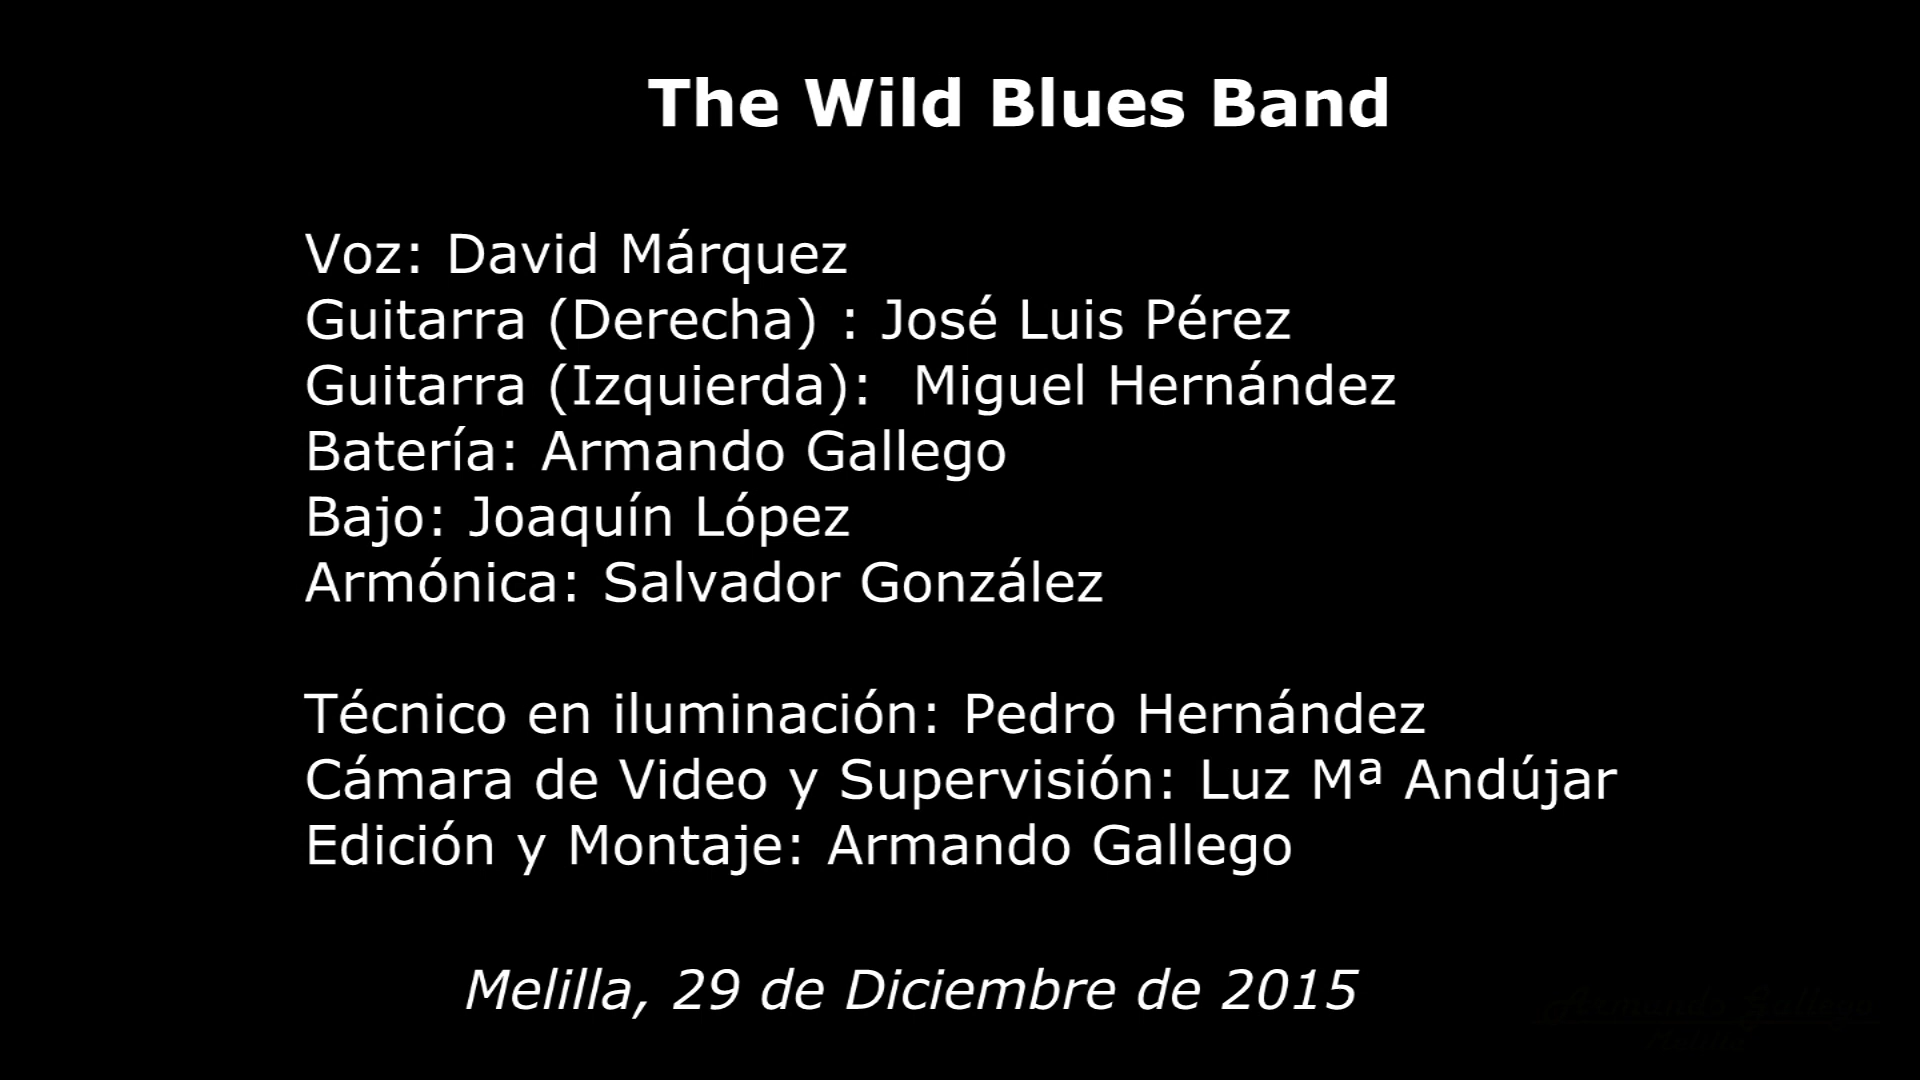 The Wild Blues Band
Voz: David Márquez
Guitarra (Derecha) : José Luis Pérez
Guitarra (Izquierda):  Miguel Hernández
Batería: Armando Gallego
Bajo: Joaquín López
Armónica: Salvador González
Técnico en iluminación: Pedro Hernández
Cámara de Video y Supervisión: Luz Mª Andújar
Edición y Montaje: Armando Gallego
Melilla, 29 de Diciembre de 2015
Armando Gallego